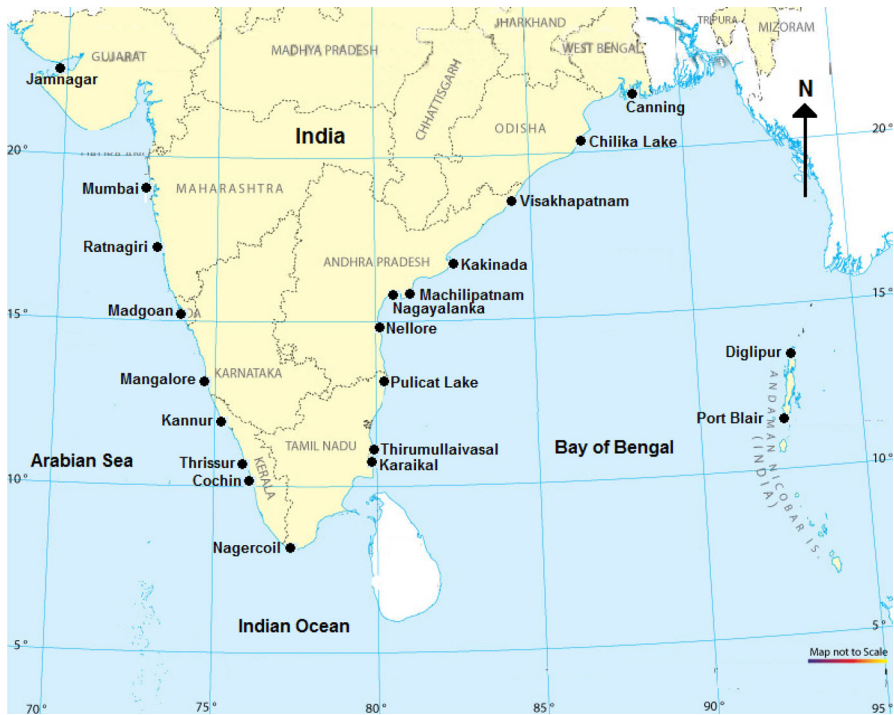 JHARKHAND
TRIPURA
MIZORAM
GUJARAT
MADHYA PRADESH
WEST BENGAL
Jamnagar
CHHATTISGARH
Canning
N
India
ODISHA
Chilika Lake
20°
20°
Mumbai
MAHARASHTRA
Visakhapatnam
Ratnagiri
ANDHRA PRADESH
Kakinada
Machilipatnam
Nagayalanka
15°
Madgoan
15°
Nellore
Diglipur
Mangalore
KARNATAKA
Pulicat Lake
Kannur
Port Blair
ANDAMAN NICOBAR IS.
(INDIA)
TAMIL NADU
Thirumullaivasal
Bay of Bengal
Arabian Sea
Thrissur
KERALA
Karaikal
10°
Cochin
10°
Nagercoil
Indian Ocean
5°
5°
Map not to Scale
70°
75°
80°
85°
90°
95°